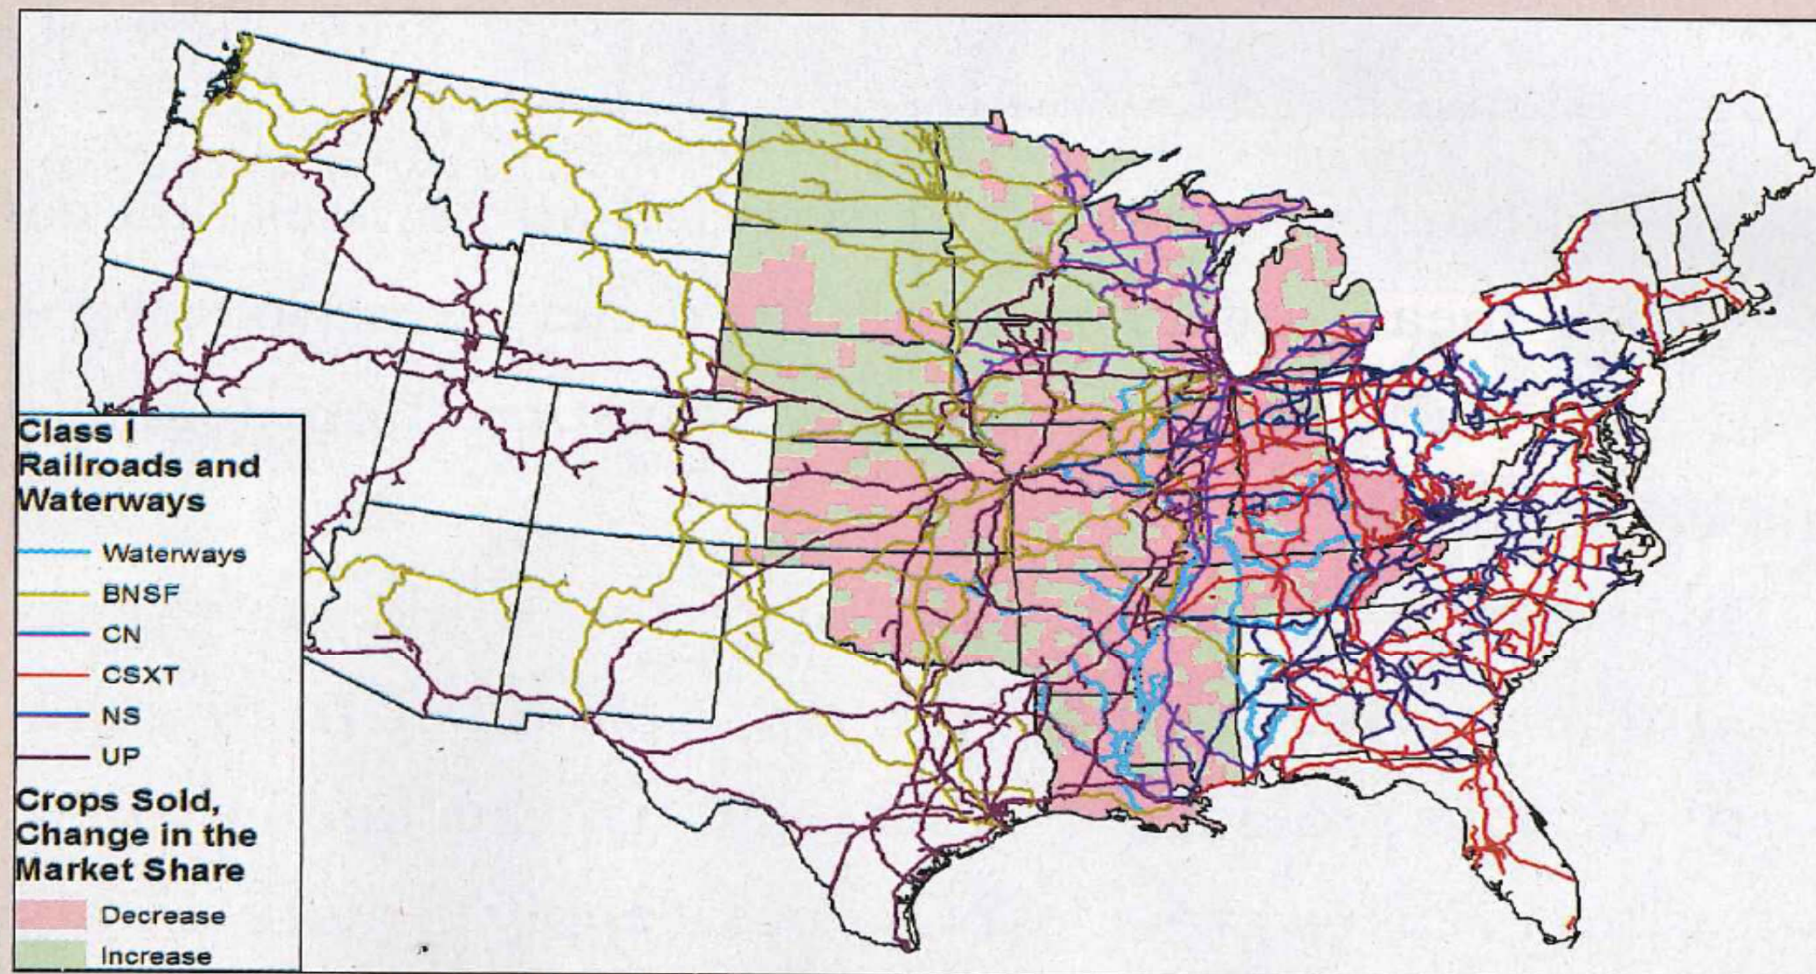 Class I
Railroads and
Waterways
Waterways
BNSF
CN
CSXT
NS
UP
Crops Sold,
Change in the
Market Share
Decrease
Increase